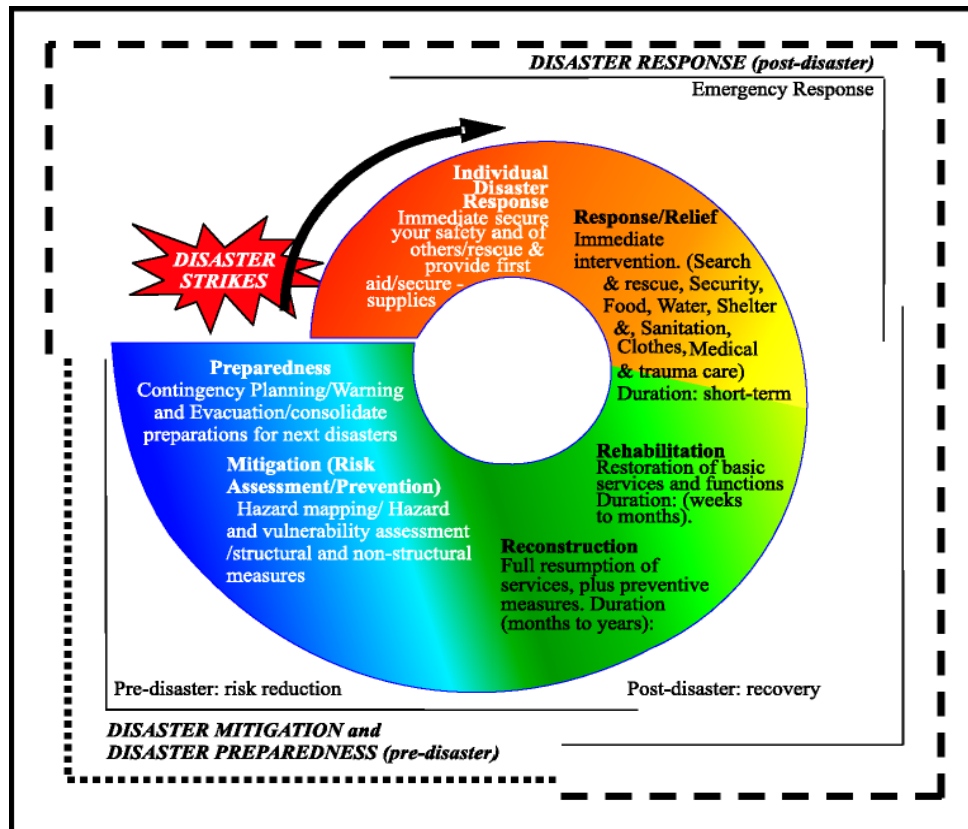 DISASTER RESPONSE (post-disaster)
Emergency Response
DISASTER
STRIKES
Individual
Disaster
Response
Immediate secure
your safety and of
others/rescue &
provide first
aid/secure -
supplies
Response/Relief
Immediate
intervention. (Search
& rescue, Security,
Food, Water, Shelter
&, Sanitation,
Clothes, Medical
& trauma care)
Duration: short-term
Rehabilitation
Restoration of basic
services and functions
Duration: (weeks
to months).
Reconstruction
Full resumption of
services, plus preventive
measures. Duration
(months to years):
Preparedness
Contingency Planning/Warning
and Evacuation/consolidate
preparations for next disasters
Mitigation (Risk
Assessment/Prevention)
Hazard mapping/ Hazard
and vulnerability assessment
/structural and non-structural
measures
Pre-disaster: risk reduction
Post-disaster: recovery
DISASTER MITIGATION and
DISASTER PREPAREDNESS (pre-disaster)